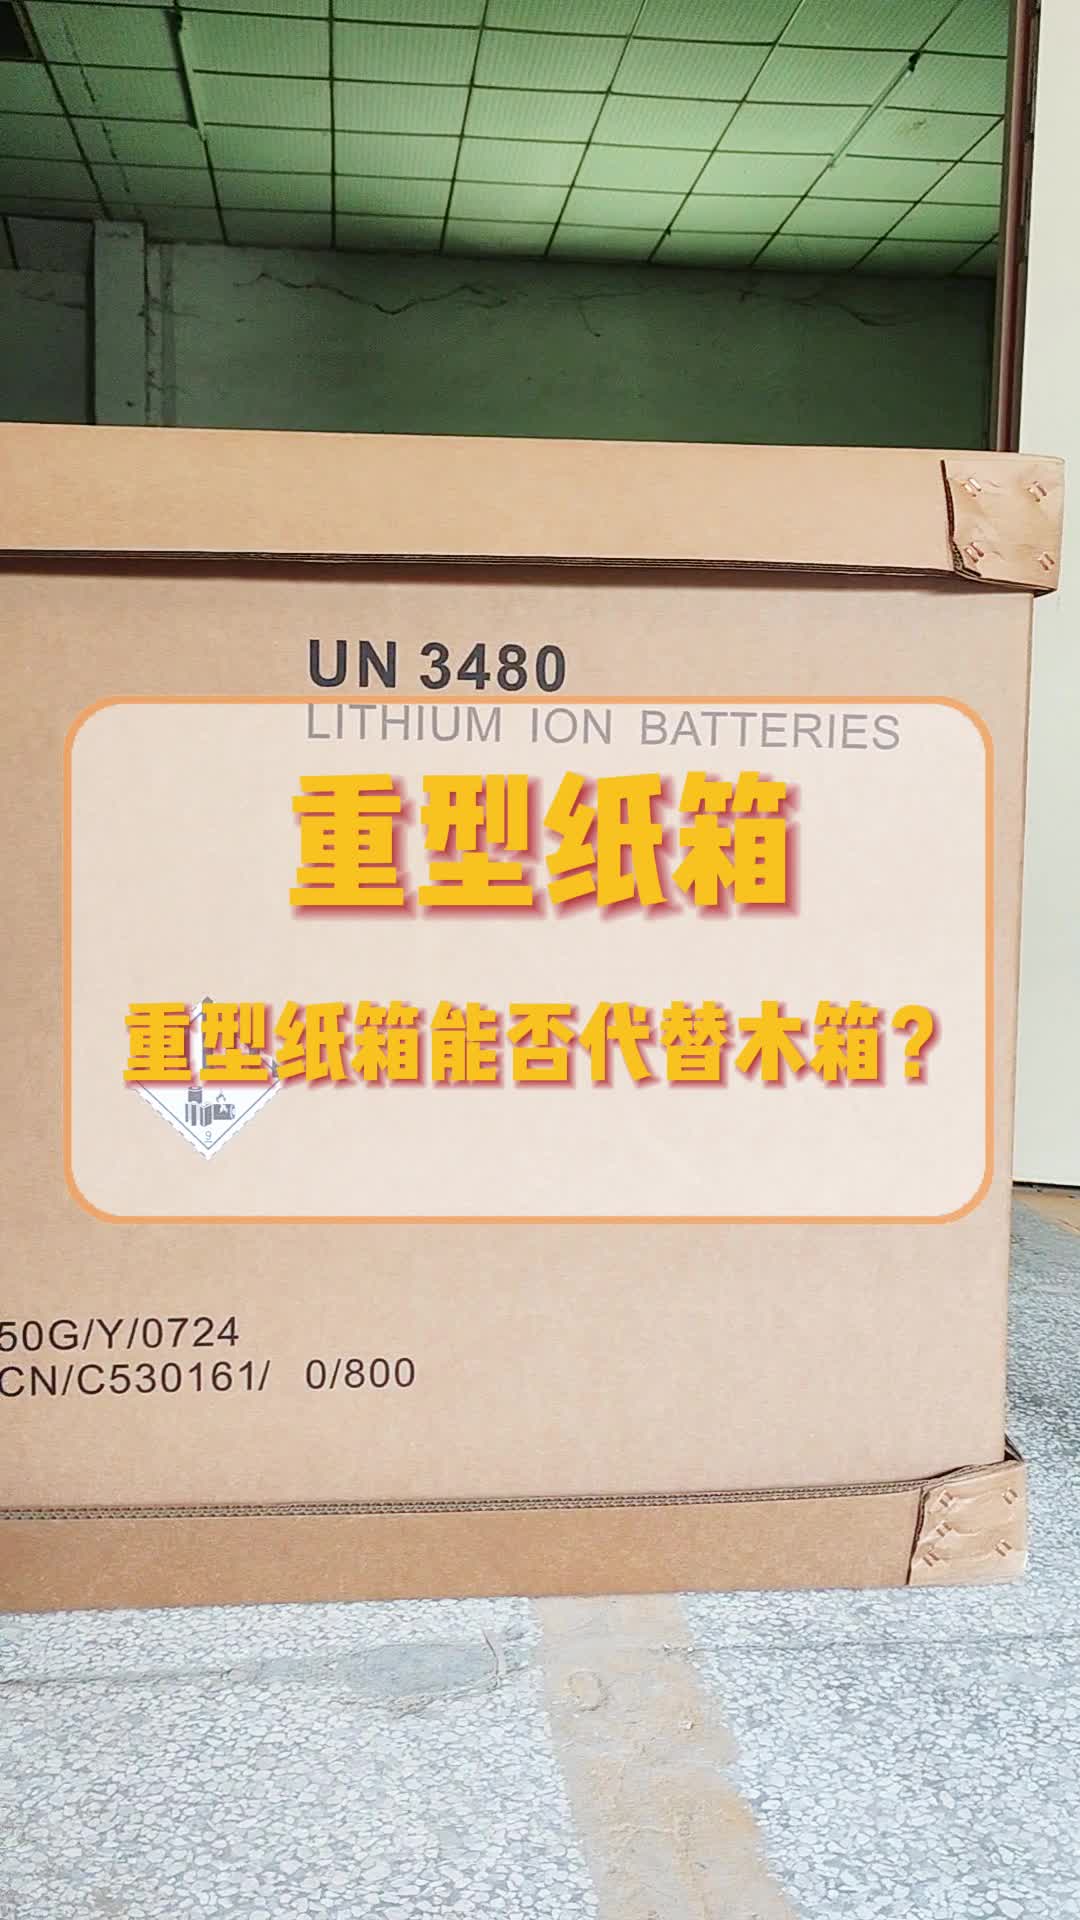 UN 3480
LITHIUM ION BATTERIES
重型纸箱
重型纸箱能否代替木箱？
9
50G/Y/0724
CN/C530161/ 0/800